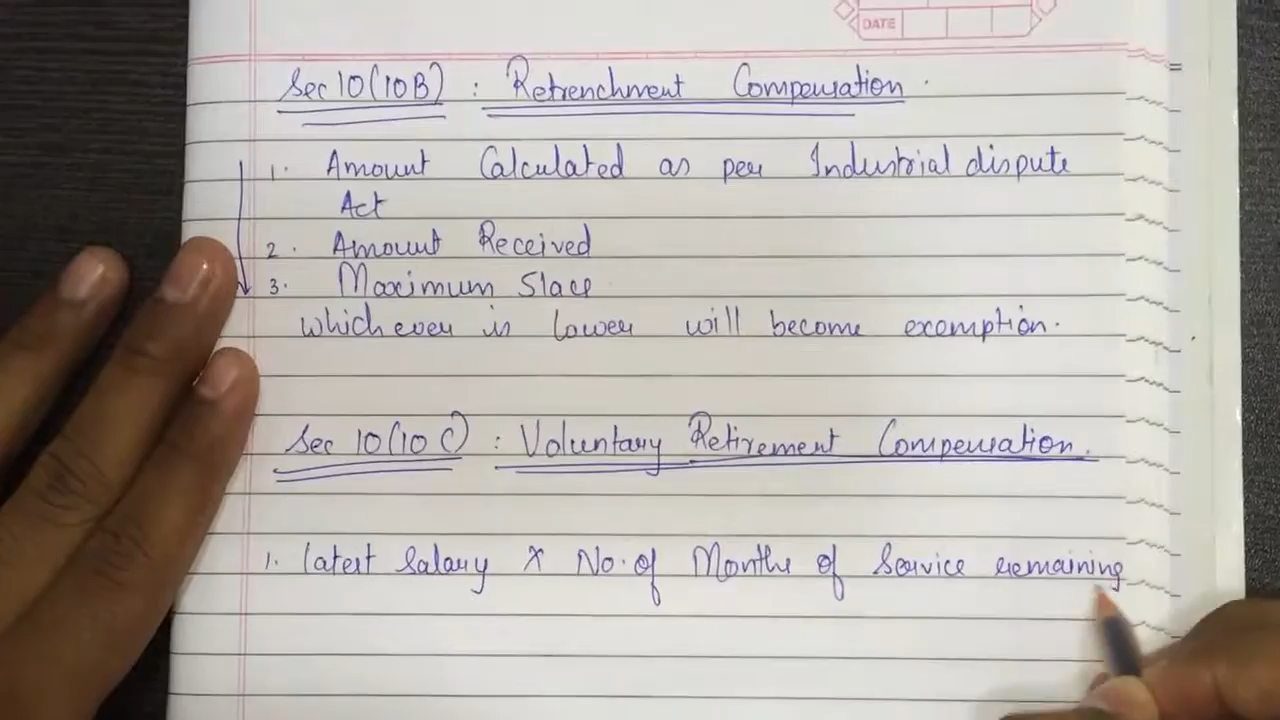 DATE
Sec 10(10B) : Retrenchment Compensation.
1. Amount Calculated as per Industrial dispute
Act
2. Amount Received
3. Maximum Slace
which ever is lower will become exemption.
Sec 10(10C) : Voluntary Retirement Compensation.
1. latest Salary X No. of Months of Service remaining